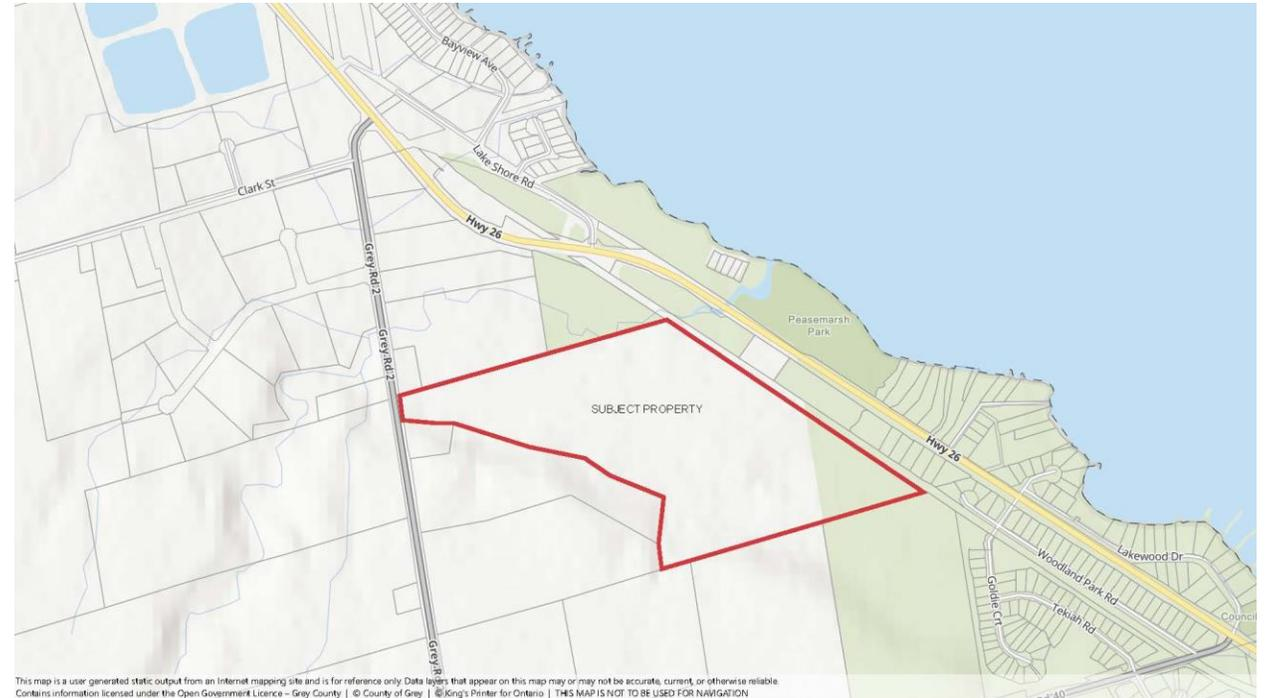 Bayview Ave
Lake Shore Rd
Clark St
Hwy 26
Grey Rd 2
Grey Rd 2
Peasemarsh
Park
SUBJECT PROPERTY
Hwy 26
Lakewood Dr
Woodland Park Rd
Goldie Crt
Tekiah Rd
Council
Grey R
This map is a user generated static output from an Internet mapping site and is for reference only. Data layers that appear on this map may or may not be accurate, current, or otherwise reliable.
Contains information licensed under the Open Government Licence – Grey County | © County of Grey | © King's Printer for Ontario | THIS MAP IS NOT TO BE USED FOR NAVIGATION